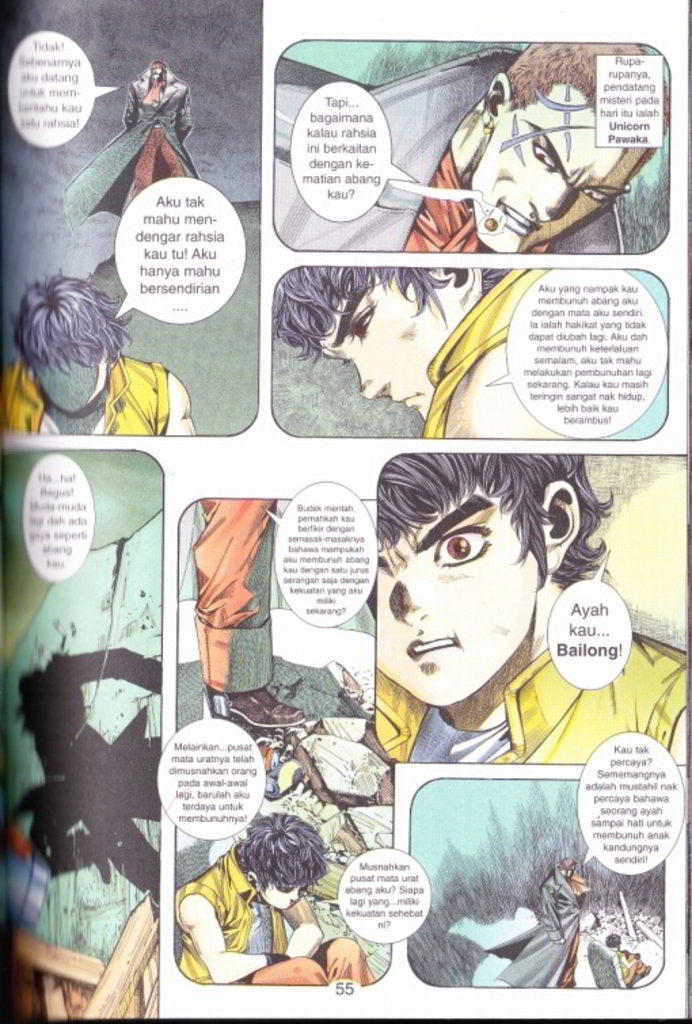 Tidak!
Sebenarnya
aku datang
untuk mem-
beritahu kau
satu rahsia!
Aku tak
mahu men-
dengar rahsia
kau tu! Aku
hanya mahu
bersendirian
....
Rupa-
rupanya,
pendatang
misteri pada
hari itu ialah
Unicorn
Pawaka.
Tapi...
bagaimana
kalau rahsia
ini berkaitan
dengan ke-
matian abang
kau?
Aku yang nampak kau
membunuh abang aku
dengan mata aku sendiri.
Ia ialah hakikat yang tidak
dapat diubah lagi. Aku dah
membunuh keterlaluan
semalam, aku tak mahu
melakukan pembunuhan lagi
sekarang. Kalau kau masih
teringin sangat nak hidup,
lebih baik kau
berambus!
Ha...ha!
Bagus!
Muda-muda
lagi dah ada
gaya seperti
abang
kau.
Budak mentah,
pernahkah kau
berfikir dengan
semasak-masaknya
bahawa mampukah
aku membunuh abang
kau dengan satu jurus
serangan saja dengan
kekuatan yang aku
miliki
sekarang?
Ayah
kau...
Bailong!
Melainkan...pusat
mata uratnya telah
dimusnahkan orang
pada awal-awal
lagi, barulah aku
terdaya untuk
membunuhnya!
Musnahkan
pusat mata urat
abang aku? Siapa
lagi yang...miliki
kekuatan sehebat
ni?
Kau tak
percaya?
Sememangnya
adalah mustahil nak
percaya bahawa
seorang ayah
sampai hati untuk
membunuh anak
kandungnya
sendiri!
55